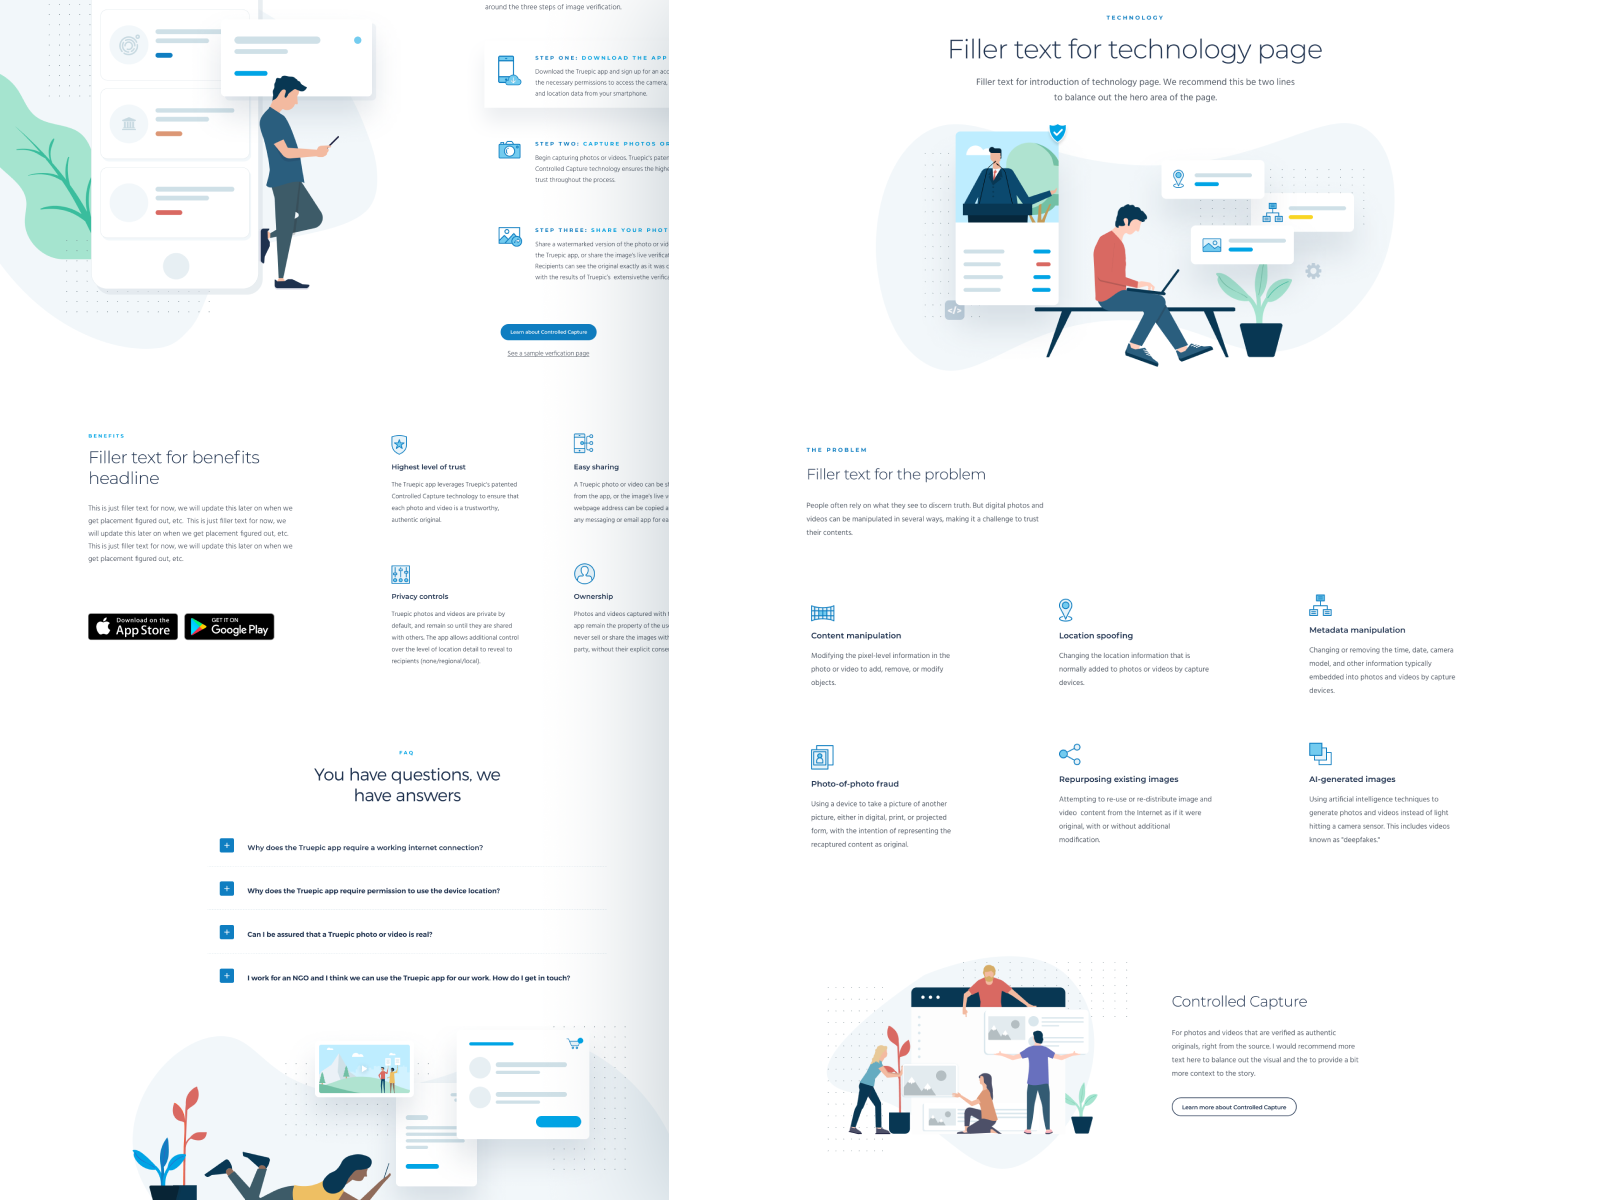 around the three steps of image verification.
STEP ONE: DOWNLOAD THE APP
Download the Truepic app and sign up for an
the necessary permissions to access the camera,
and location data from your smartphone.
STEP TWO: CAPTURE PHOTOS OR
Begin capturing photos or videos. Truepic's
Controlled Capture technology ensures the
trust throughout the process.
STEP THREE: SHARE YOUR
Share a watermarked version of the photo or
the Truepic app, or share the image's live
Recipients can see the original exactly as it was
with the results of Truepic's extensivethe
Learn about Controlled Capture
See a sample verfication page
BENEFITS
Filler text for benefits
headline
This is just filler text for now, we will update this later on when we
get placement figured out, etc. This is just filler text for now, we
will update this later on when we get placement figured out, etc.
This is just filler text for now, we will update this later on when we
get placement figured out, etc.
Download on the
App Store
GET IT ON
Google Play
Highest level of trust
The Truepic app leverages Truepic's patented
Controlled Capture technology to ensure that
each photo and video is a trustworthy,
authentic original.
Easy sharing
A Truepic photo or video can be
from the app, or the image's live
webpage address can be copied
any messaging or email app for
Privacy controls
Truepic photos and videos are private by
default, and remain so until they are shared
with others. The app allows additional control
over the level of location detail to reveal to
recipients (none/regional/local).
Ownership
Photos and videos captured with
app remain the property of the
never sell or share the images
party, without their explicit
FAQ
You have questions, we
have answers
+ Why does the Truepic app require a working internet connection?
+ Why does the Truepic app require permission to use the device location?
+ Can I be assured that a Truepic photo or video is real?
+ I work for an NGO and I think we can use the Truepic app for our work. How do I get in touch?
TECHNOLOGY
Filler text for technology page
Filler text for introduction of technology page. We recommend this be two lines
to balance out the hero area of the page.
</>
THE PROBLEM
Filler text for the problem
People often rely on what they see to discern truth. But digital photos and
videos can be manipulated in several ways, making it a challenge to trust
their contents.
Content manipulation
Modifying the pixel-level information in the
photo or video to add, remove, or modify
objects.
Location spoofing
Changing the location information that is
normally added to photos or videos by capture
devices.
Metadata manipulation
Changing or removing the time, date, camera
model, and other information typically
embedded into photos and videos by capture
devices.
Photo-of-photo fraud
Using a device to take a picture of another
picture, either in digital, print, or projected
form, with the intention of representing the
recaptured content as original.
Repurposing existing images
Attempting to re-use or re-distribute image and
video content from the Internet as if it were
original, with or without additional
modification.
AI-generated images
Using artificial intelligence techniques to
generate photos and videos instead of light
hitting a camera sensor. This includes videos
known as "deepfakes."
Controlled Capture
For photos and videos that are verified as authentic
originals, right from the source. I would recommend more
text here to balance out the visual and the to provide a bit
more context to the story.
Learn more about Controlled Capture